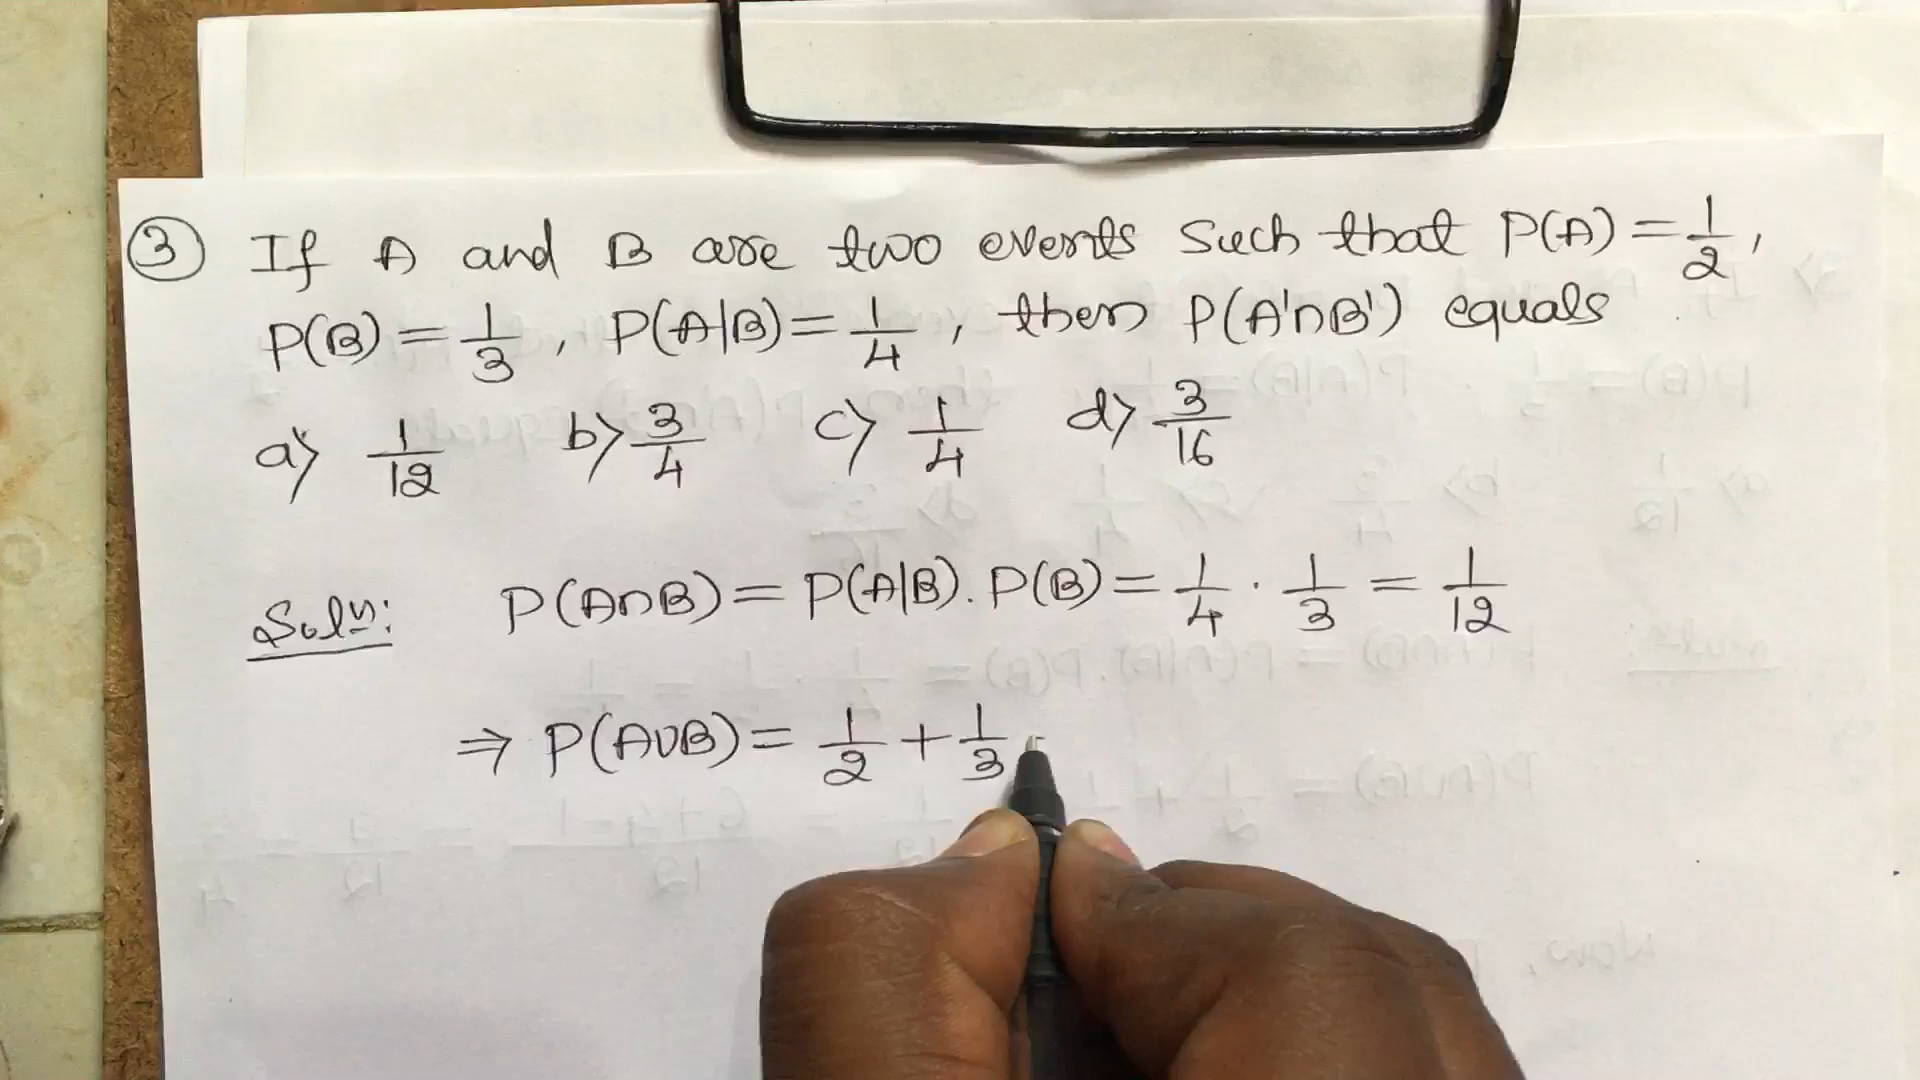 ③ If A and B are two events such that P(A) = 1/2,
P(B) = 1/3, P(A|B) = 1/4, then P(A'∩B') equals
a) 1/12 b) 3/4 c) 1/4 d) 3/16
Soln: P(A∩B) = P(A|B). P(B) = 1/4 · 1/3 = 1/12
⇒ P(A∪B) = 1/2 + 1/3